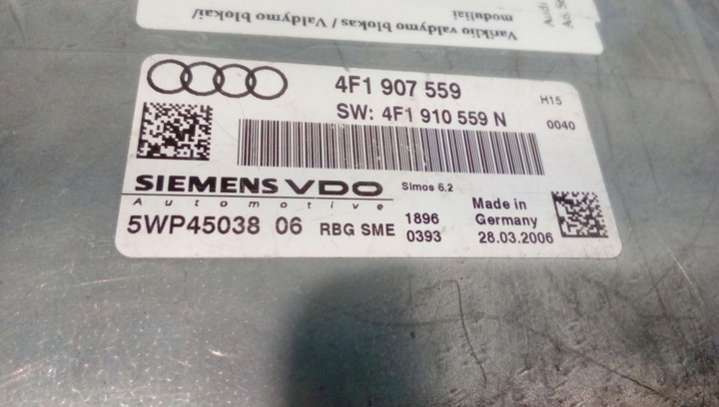 Variklio valdymo blokas / Valdymo blokai/
moduliai
Audi
4F1 907 559
H15
SW: 4F1 910 559 N
0040
SIEMENS VDO
Simos 6.2
Automotive
Made in
Germany
5WP45038 06
RBG SME
1896
0393
28.03.2006